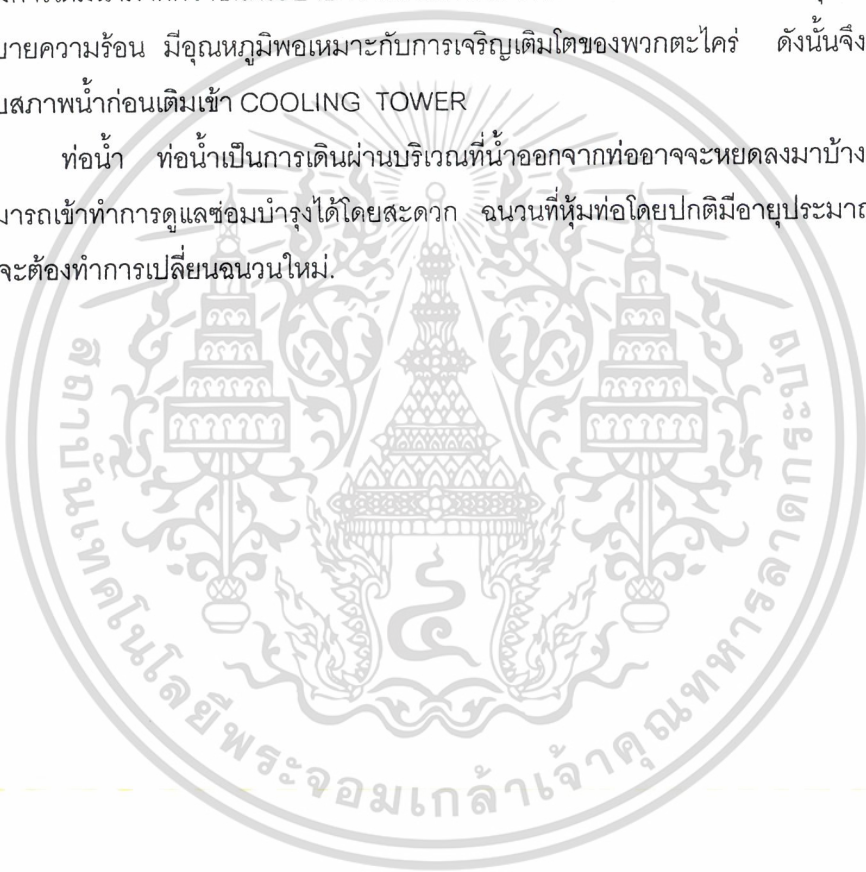 บายความร้อน มีอุณหภูมิพอเหมาะกับการเจริญเติมโตของพวกตะไคร่ ดังนั้นจึง
บสภาพน้ำก่อนเติมเข้า COOLING TOWER
ท่อน้ำ ท่อน้ำเป็นการเดินผ่านบริเวณที่น้ำออกจากท่ออาจจะหยดลงมาบ้าง
มารถเข้าทำการดูแลซ่อมบำรุงได้โดยสะดวก ฉนวนที่หุ้มท่อโดยปกติมีอายุประมาณ
จะต้องทำการเปลี่ยนฉนวนใหม่.
สถาบันเทคโนโลยีพระจอมเกล้าเจ้าคุณทหารลาดกระบัง